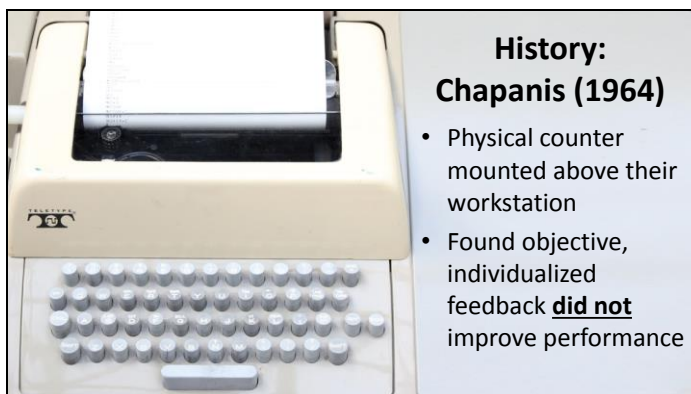 History:
Chapanis (1964)
• Physical counter
mounted above their
workstation
• Found objective,
individualized
feedback did not
improve performance
TELETYPE